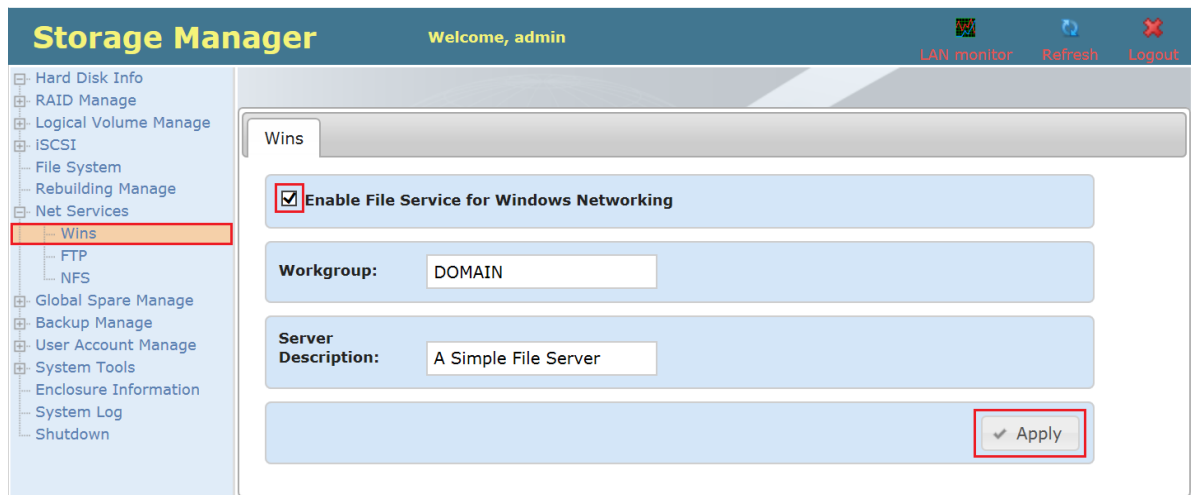 Storage Manager
Welcome, admin
LAN monitor
Refresh
Logout
Hard Disk Info
RAID Manage
Logical Volume Manage
iSCSI
File System
Rebuilding Manage
Net Services
Wins
FTP
NFS
Global Spare Manage
Backup Manage
User Account Manage
System Tools
Enclosure Information
System Log
Shutdown
Wins
Enable File Service for Windows Networking
Workgroup:
DOMAIN
Server
Description:
A Simple File Server
Apply